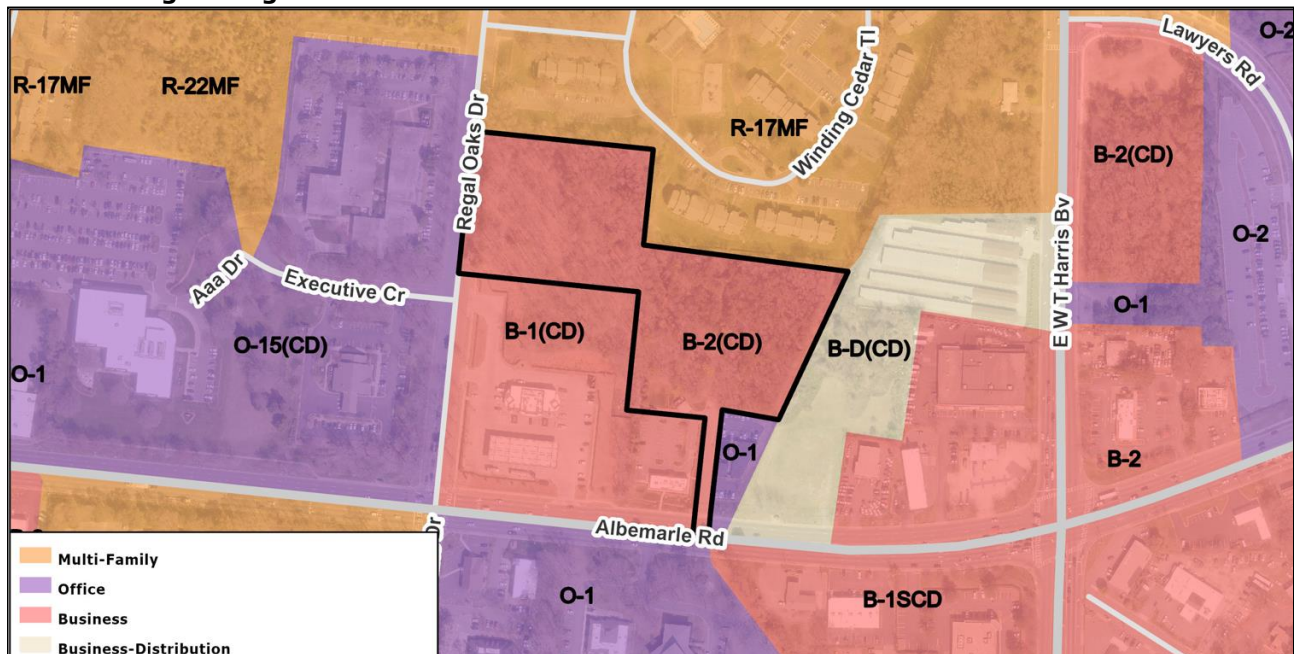 O-2
Lawyers Rd
R-17MF
R-22MF
Regal Oaks Dr
R-17MF
Winding Cedar Tl
B-2(CD)
E W T Harris Bv
O-2
Aaa Dr
Executive Cr
O-1
B-1(CD)
B-2(CD)
B-D(CD)
O-15(CD)
O-1
O-1
B-2
Albemarle Rd
Dr
O-1
B-1SCD
Multi-Family
Office
Business
Business-Distribution